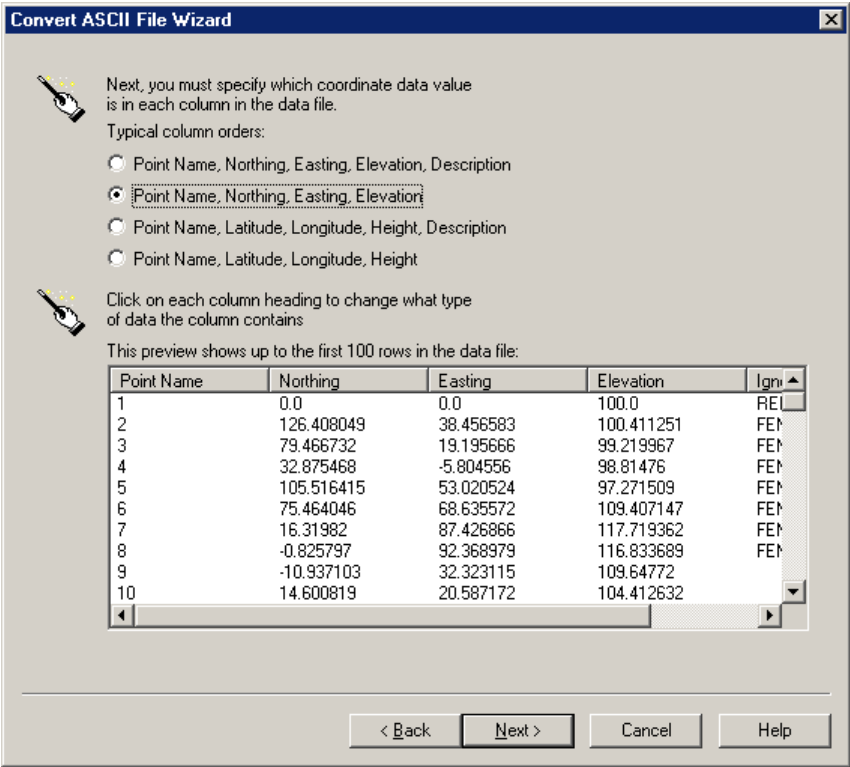 Convert ASCII File Wizard
Next, you must specify which coordinate data value
is in each column in the data file.
Typical column orders:
Point Name, Northing, Easting, Elevation, Description
Point Name, Northing, Easting, Elevation
Point Name, Latitude, Longitude, Height, Description
Point Name, Latitude, Longitude, Height
Click on each column heading to change what type
of data the column contains
This preview shows up to the first 100 rows in the data file:
Point Name Northing Easting Elevation
1 0.0 0.0 100.0
2 126.408049 38.456583 100.411251
3 79.466732 19.195666 99.219967
4 32.875468 -5.804556 98.81476
5 105.516415 53.020524 97.271509
6 75.464046 68.635572 109.407147
7 16.31982 87.426866 117.719362
8 -0.825797 92.368979 116.833689
9 -10.937103 32.323115 109.64772
10 14.600819 20.587172 104.412632
< Back Next > Cancel Help